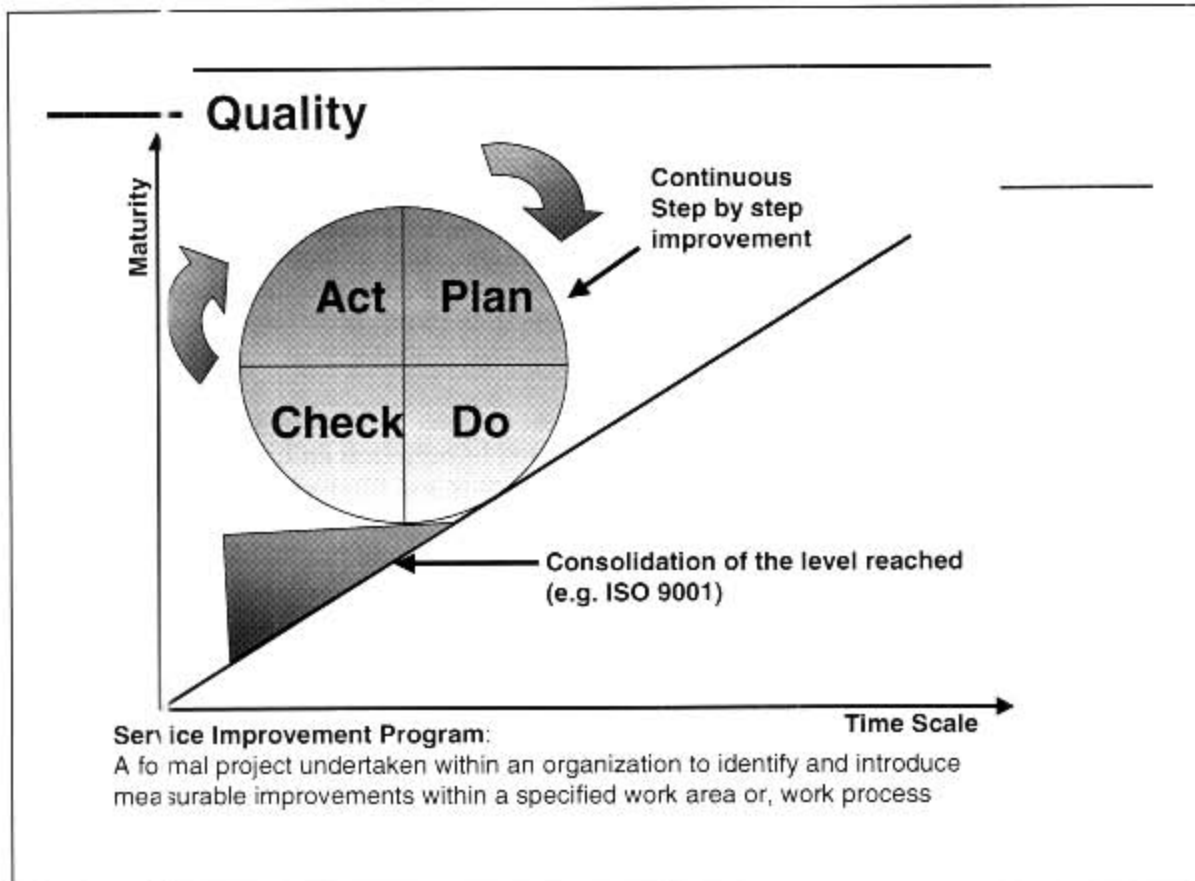 Quality
Maturity
Continuous
Step by step
improvement
Act
Plan
Check
Do
Consolidation of the level reached
(e.g. ISO 9001)
Time Scale
Service Improvement Program:
A formal project undertaken within an organization to identify and introduce
measurable improvements within a specified work area or, work process